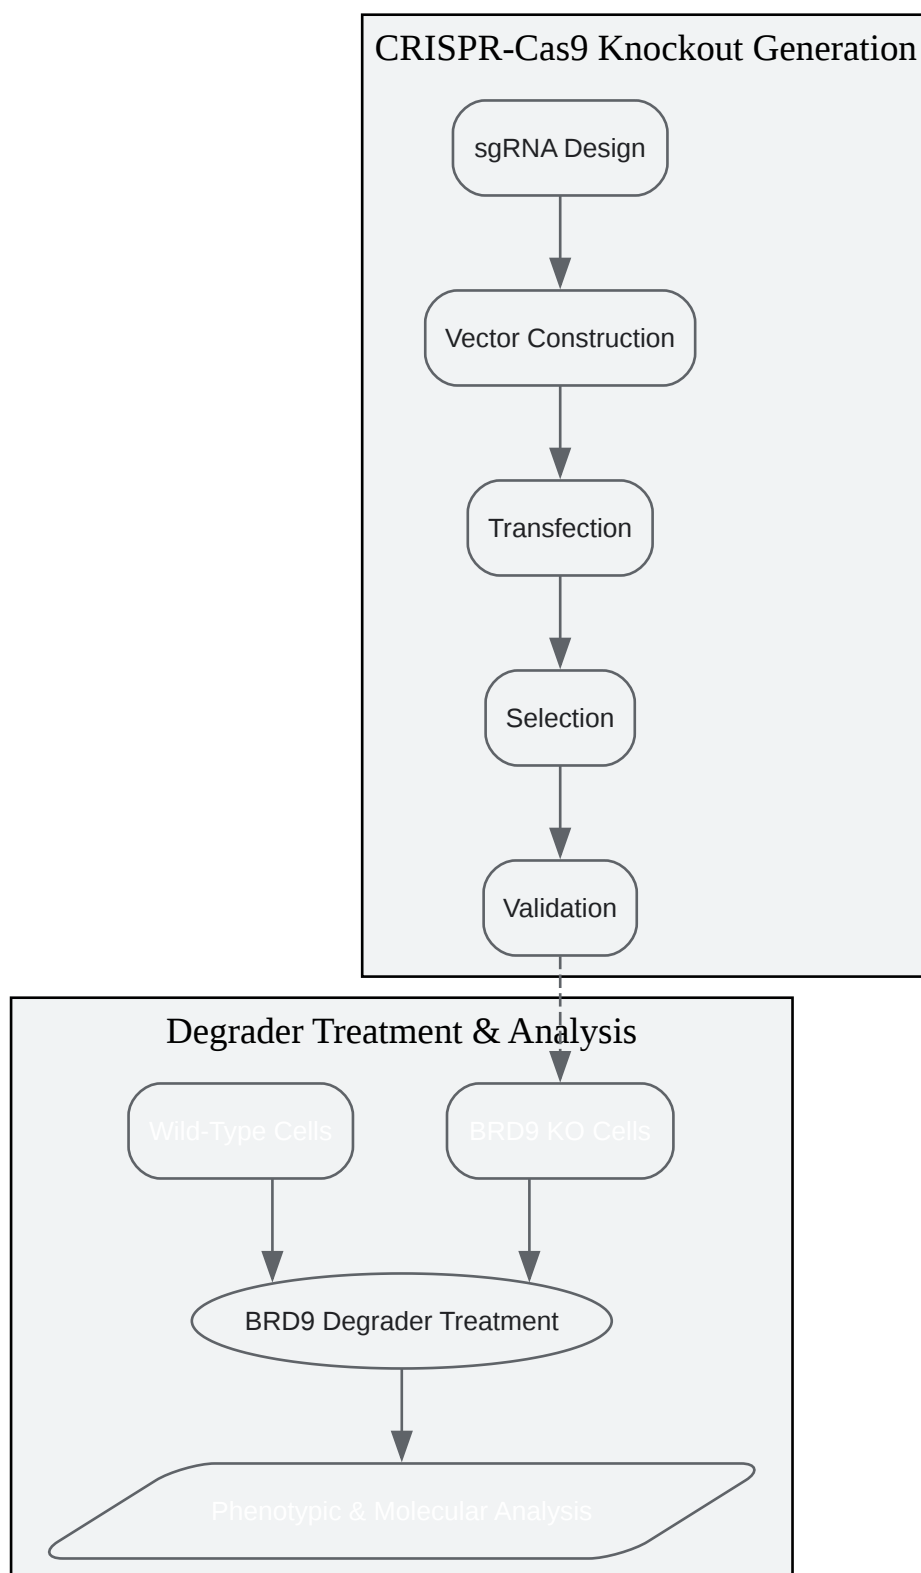 CRISPR-Cas9 Knockout Generation
sgRNA Design
Vector Construction
Transfection
Selection
Validation
Degrader Treatment & Analysis
Wild-Type Cells
BRD9 KO Cells
BRD9 Degrader Treatment
Phenotypic & Molecular Analysis